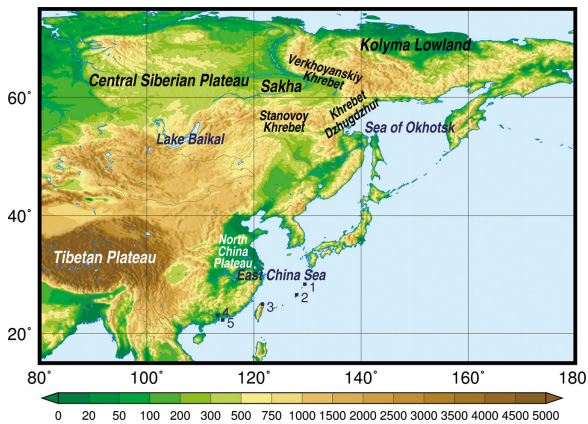 Kolyma Lowland
Verkhoyanskiy
Khrebet
Central Siberian Plateau
Sakha
60˚
Khrebet
Dzhugdzhur
Stanovoy
Khrebet
Sea of Okhotsk
Lake Baikal
40˚
North
China
Plateau
Tibetan Plateau
East China Sea
1
2
3
4
5
20˚
80˚ 100˚ 120˚ 140˚ 160˚ 180˚
0 20 50 100 200 300 500 750 1000 1500 2000 2500 3000 3500 4000 4500 5000